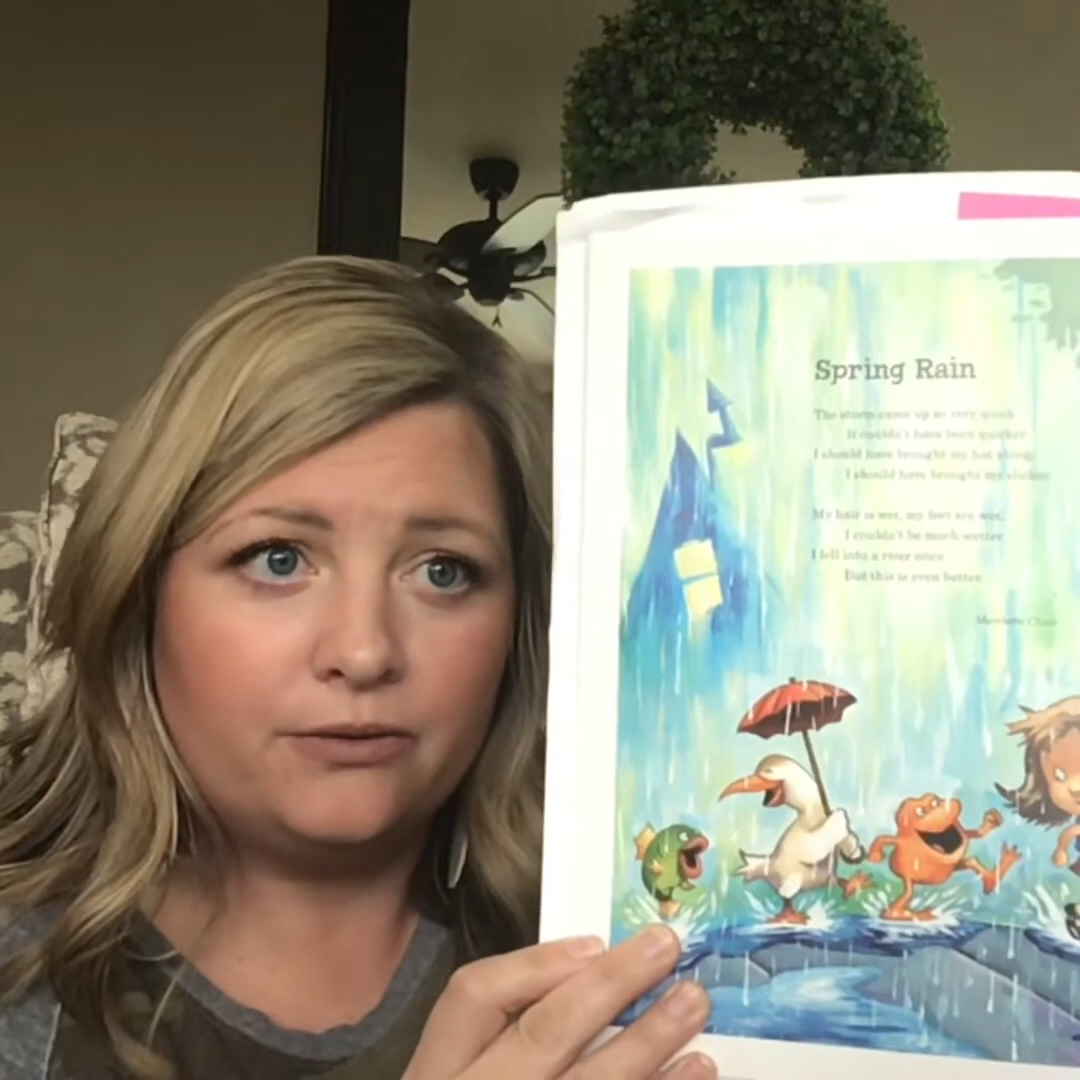 Spring Rain
The storm came up so very quick
It couldn't have been quicker
I should have brought my hat along,
I should have brought my slicker
My hair is wet, my feet are wet,
I couldn't be much wetter.
I fell into a river once
But this is even better.